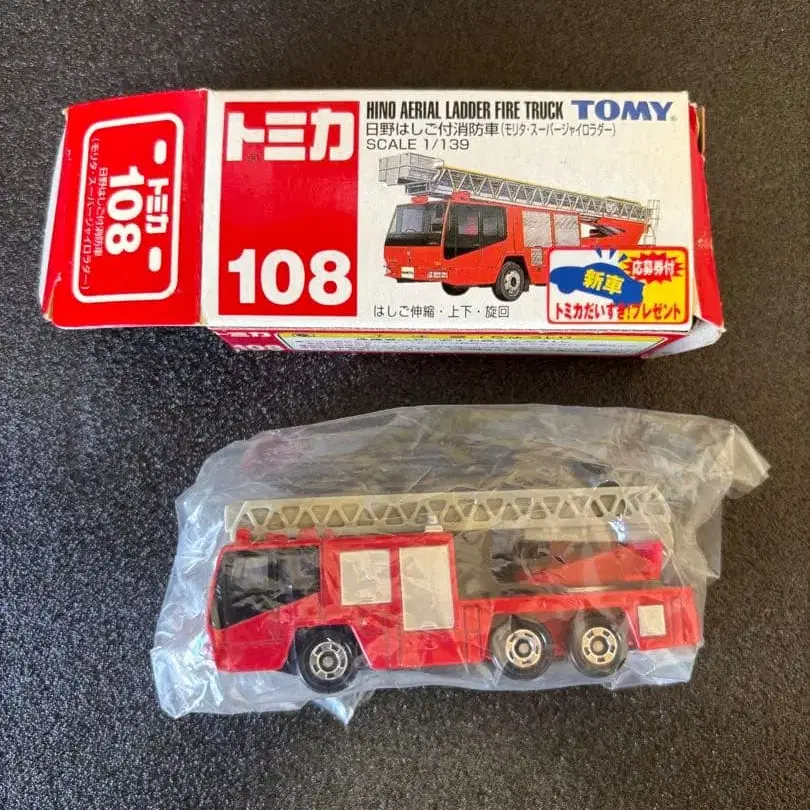 トミカ
108
日野はしご付消防車
(モリタ・スーパージャイロラダー)
トミカ
108
HINO AERIAL LADDER FIRE TRUCK TOMY
日野はしご付消防車(モリタ・スーパージャイロラダー)
SCALE 1/139
はしご伸縮・上下・旋回
応募券付
新車
トミカだいすき!プレゼント
トミカ
108